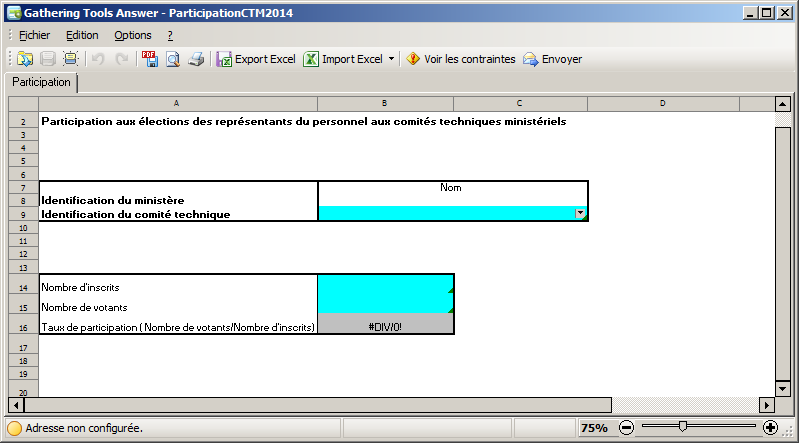 Gathering Tools Answer - ParticipationCTM2014
Fichier Edition Options ?
PDF Export Excel Import Excel Voir les contraintes Envoyer
Participation
A B C D
2 Participation aux élections des représentants du personnel aux comités techniques ministériels
3
4
5
6
7 Nom
8 Identification du ministère
9 Identification du comité technique
10
11
12
13
14 Nombre d'inscrits
15 Nombre de votants
16 Taux de participation ( Nombre de votants/Nombre d'inscrits) #DIV/0!
17
18
19
20
Adresse non configurée. 75%